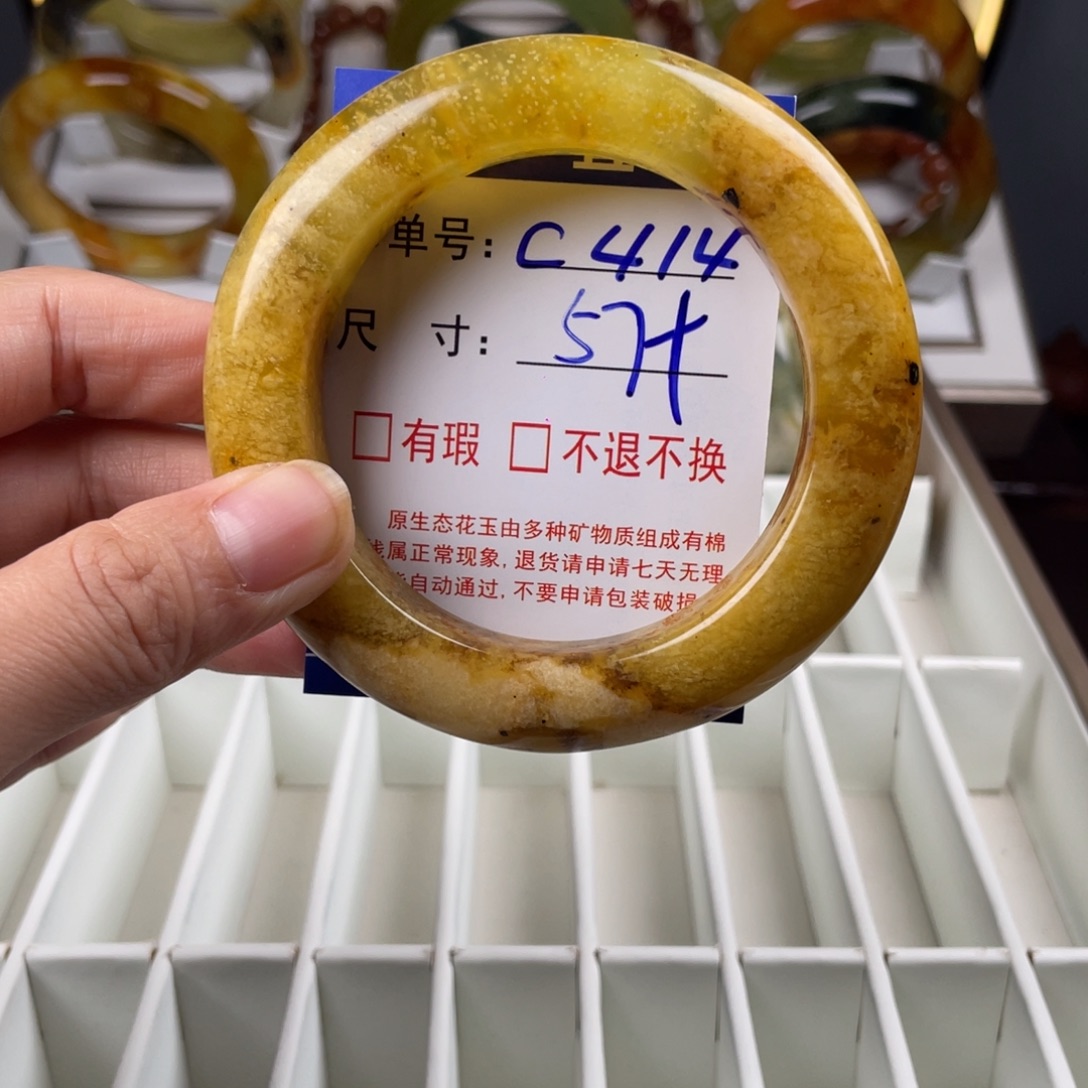 单号: C414
尺 寸: 5升
□有瑕 □不退不换
原生态花玉由多种矿物质组成有棉
线属正常现象, 退货请申请七天无理
自动通过, 不要申请包装破损